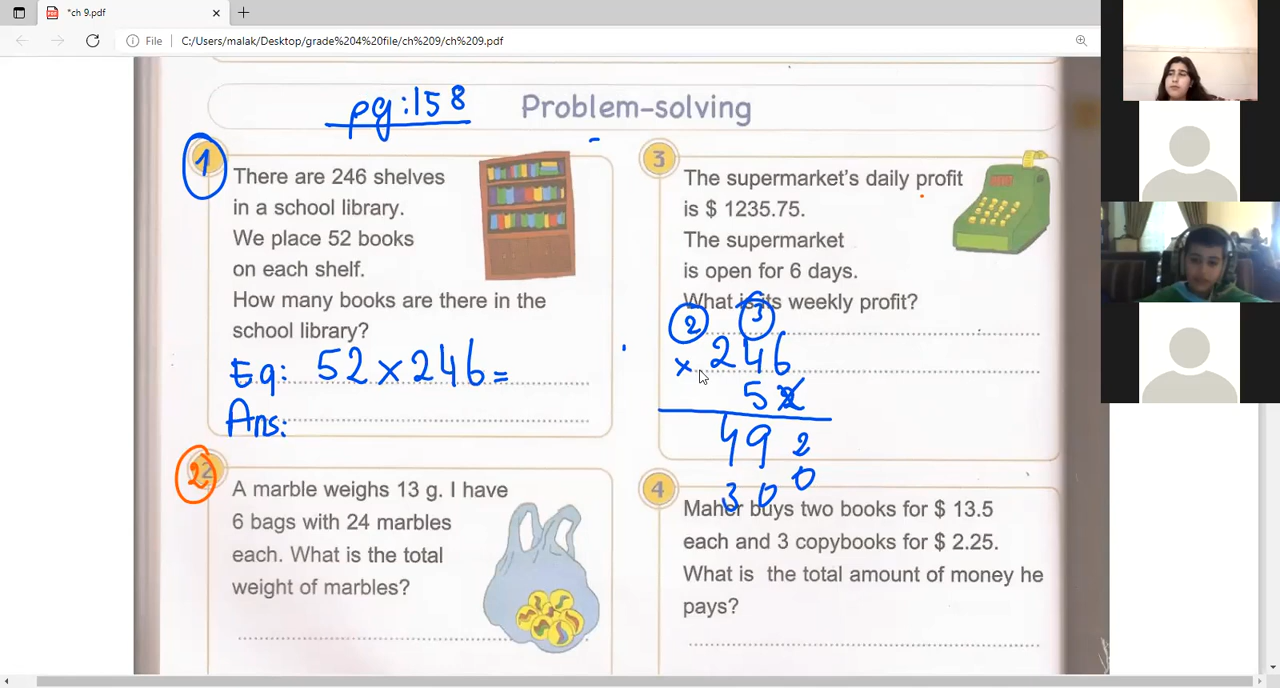 *ch 9.pdf
File C:/Users/malak/Desktop/grade%204%20file/ch%209/ch%209.pdf
pg:158
Problem-solving
1
There are 246 shelves
in a school library.
We place 52 books
on each shelf.
How many books are there in the
school library?
Eq: 52 × 246 =
Ans:
2
A marble weighs 13 g. I have
6 bags with 24 marbles
each. What is the total
weight of marbles?
3
The supermarket's daily profit
is $ 1235.75.
The supermarket
is open for 6 days.
What is its weekly profit?
2 3
246
× 52
492
300
4
Maher buys two books for $ 13.5
each and 3 copybooks for $ 2.25.
What is the total amount of money he
pays?